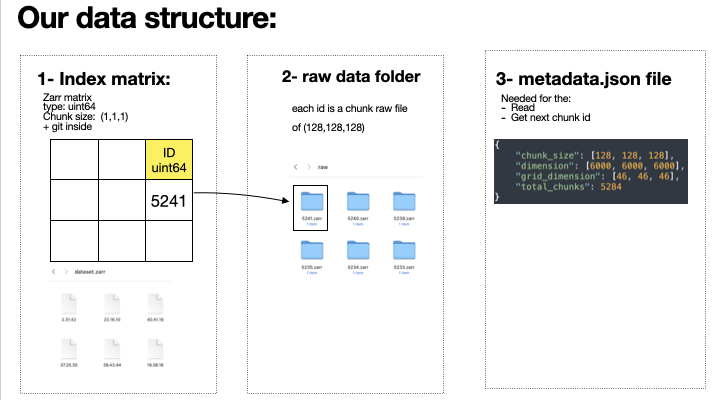 Our data structure:
1- Index matrix:
Zarr matrix
type: uint64
Chunk size: (1,1,1)
+ git inside
ID
uint64
5241
dataset.zarr
2.31.42
22.18.10
40.41.16
37.25.35
39.43.44
19.38.16
2- raw data folder
each id is a chunk raw file
of (128,128,128)
raw
5241.zarr
5240.zarr
5239.zarr
1 item
1 item
1 item
5235.zarr
5234.zarr
5233.zarr
1 item
1 item
1 item
3- metadata.json file
Needed for the:
- Read
- Get next chunk id
{
"chunk_size": [128, 128, 128],
"dimension": [6000, 6000, 6000],
"grid_dimension": [46, 46, 46],
"total_chunks": 5284
}